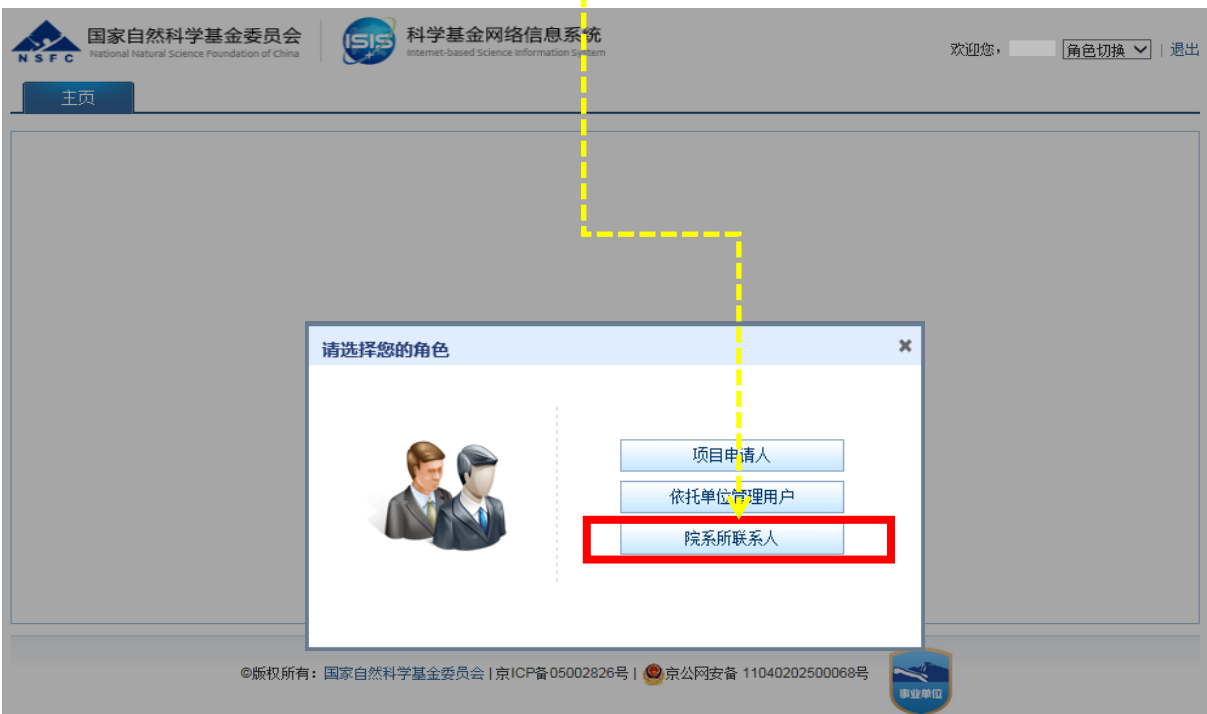 国家自然科学基金委员会
National Natural Science Foundation of China
NSFC
ISIS
科学基金网络信息系统
Internet-based Science Information System
欢迎您， 角色切换 | 退出
主页
请选择您的角色
项目申请人
依托单位管理用户
院系所联系人
©版权所有：国家自然科学基金委员会 | 京ICP备05002826号 | 京公网安备 11040202500068号
事业单位